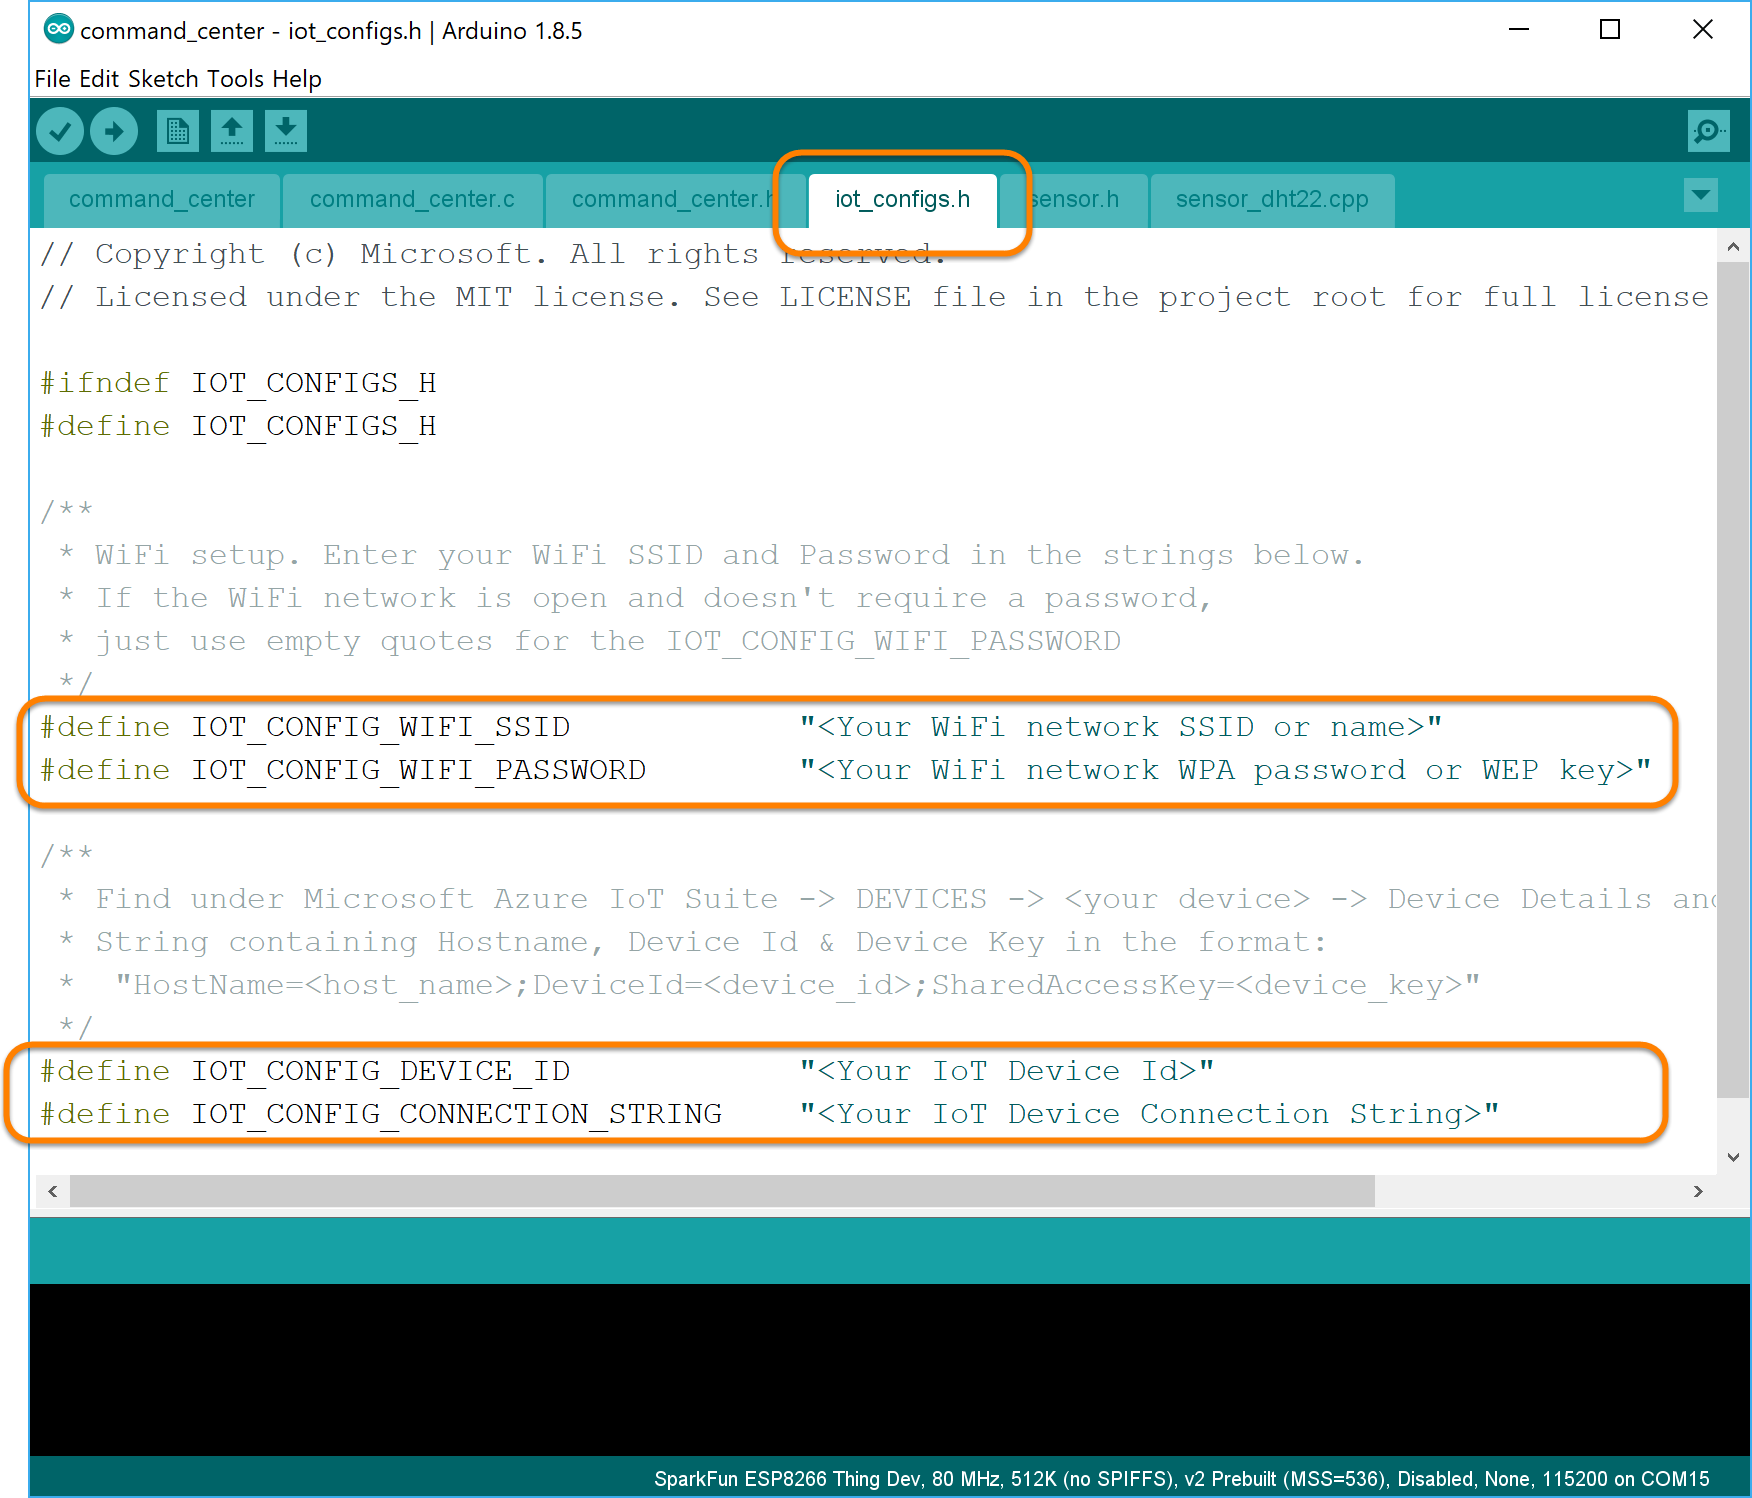 command_center - iot_configs.h | Arduino 1.8.5
File Edit Sketch Tools Help
command_center command_center.c command_center.h iot_configs.h sensor.h sensor_dht22.cpp
// Copyright (c) Microsoft. All rights reserved.
// Licensed under the MIT license. See LICENSE file in the project root for full license
#ifndef IOT_CONFIGS_H
#define IOT_CONFIGS_H
/**
* WiFi setup. Enter your WiFi SSID and Password in the strings below.
* If the WiFi network is open and doesn't require a password,
* just use empty quotes for the IOT_CONFIG_WIFI_PASSWORD
*/
#define IOT_CONFIG_WIFI_SSID "<Your WiFi network SSID or name>"
#define IOT_CONFIG_WIFI_PASSWORD "<Your WiFi network WPA password or WEP key>"
/**
* Find under Microsoft Azure IoT Suite -> DEVICES -> <your device> -> Device Details and
* String containing Hostname, Device Id & Device Key in the format:
* "HostName=<host_name>;DeviceId=<device_id>;SharedAccessKey=<device_key>"
*/
#define IOT_CONFIG_DEVICE_ID "<Your IoT Device Id>"
#define IOT_CONFIG_CONNECTION_STRING "<Your IoT Device Connection String>"
SparkFun ESP8266 Thing Dev, 80 MHz, 512K (no SPIFFS), v2 Prebuilt (MSS=536), Disabled, None, 115200 on COM15